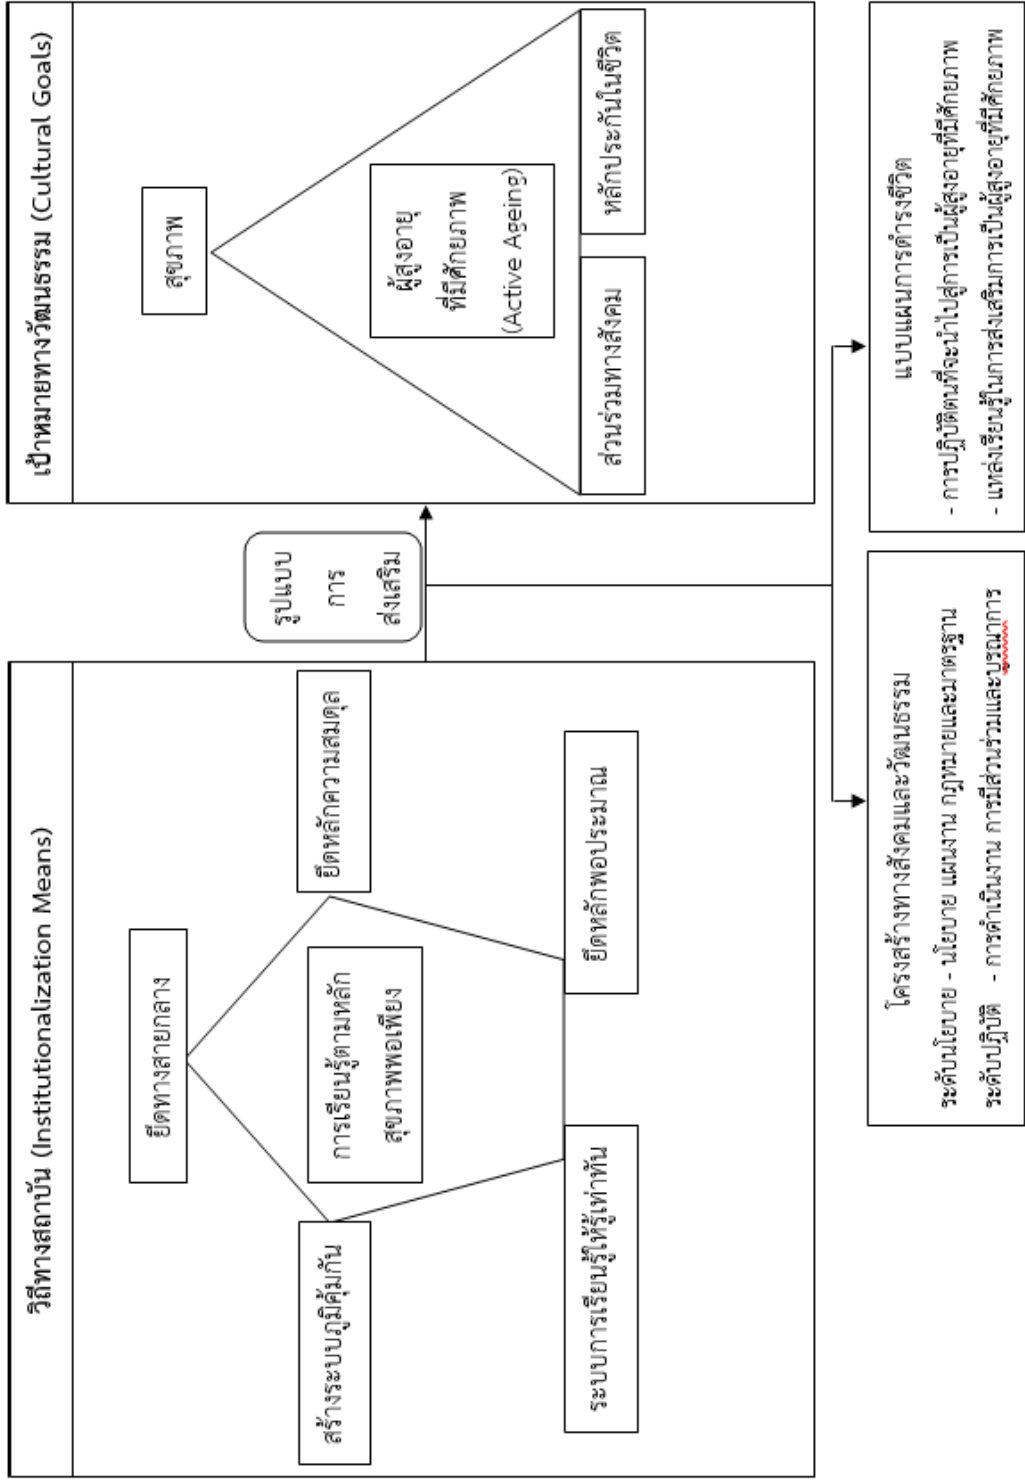 วิถีทางสถาบัน (Institutionalization Means)
ยึดทางสายกลาง
สร้างระบบภูมิคุ้มกัน
ยึดหลักความสมดุล
การเรียนรู้ตามหลัก
สุขภาพพอเพียง
ระบบการเรียนรู้ให้รู้เท่าทัน
ยึดหลักพอประมาณ
รูปแบบ
การ
ส่งเสริม
เป้าหมายทางวัฒนธรรม (Cultural Goals)
สุขภาพ
ผู้สูงอายุ
ที่มีศักยภาพ
(Active Ageing)
ส่วนร่วมทางสังคม
หลักประกันในชีวิต
โครงสร้างทางสังคมและวัฒนธรรม
ระดับนโยบาย - นโยบาย แผนงาน กฎหมายและมาตรฐาน
ระดับปฏิบัติ - การดำเนินงาน การมีส่วนร่วมและบูรณาการ
แบบแผนการดำรงชีวิต
- การปฏิบัติตนที่จะนำไปสู่การเป็นผู้สูงอายุที่มีศักยภาพ
- แหล่งเรียนรู้ในการส่งเสริมการเป็นผู้สูงอายุที่มีศักยภาพ